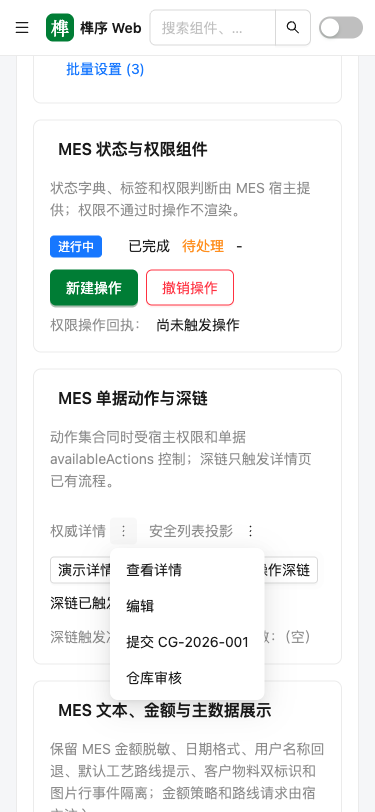 榫 榫序 Web 搜索组件、...
批量设置 (3)
MES 状态与权限组件
状态字典、标签和权限判断由 MES 宿主提
供；权限不通过时操作不渲染。
进行中 已完成 待处理 -
新建操作 撤销操作
权限操作回执： 尚未触发操作
MES 单据动作与深链
动作集合同时受宿主权限和单据
availableActions 控制；深链只触发详情页
已有流程。
权威详情 ⋮ 安全列表投影 ⋮
演示详情 操作深链
查看详情
深链已触
编辑
深链触发 ：（空）
提交 CG-2026-001
仓库审核
MES 文本、金额与主数据展示
保留 MES 金额脱敏、日期格式、用户名称回
退、默认工艺路线提示、客户物料双标识和
图片行事件隔离；金额策略和路线请求由宿